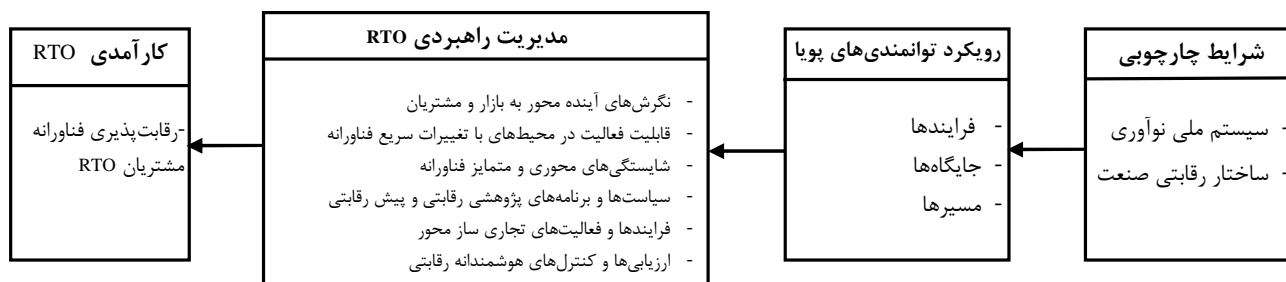 شرایط چارچوبی
- سیستم ملی نوآوری
- ساختار رقابتی صنعت
رویکرد توانمندی‌های پویا
- فرایندها
- جایگاه‌ها
- مسیرها
مدیریت راهبردی RTO
- نگرش‌های آینده محور به بازار و مشتریان
- قابلیت فعالیت در محیط‌های با تغییرات سریع فناورانه
- شایستگی‌های محوری و متمایز فناورانه
- سیاست‌ها و برنامه‌های پژوهشی رقابتی و پیش رقابتی
- فرایندها و فعالیت‌های تجاری ساز محور
- ارزیابی‌ها و کنترل‌های هوشمندانه رقابتی
کارآمدی RTO
-رقابت‌پذیری فناورانه
مشتریان RTO